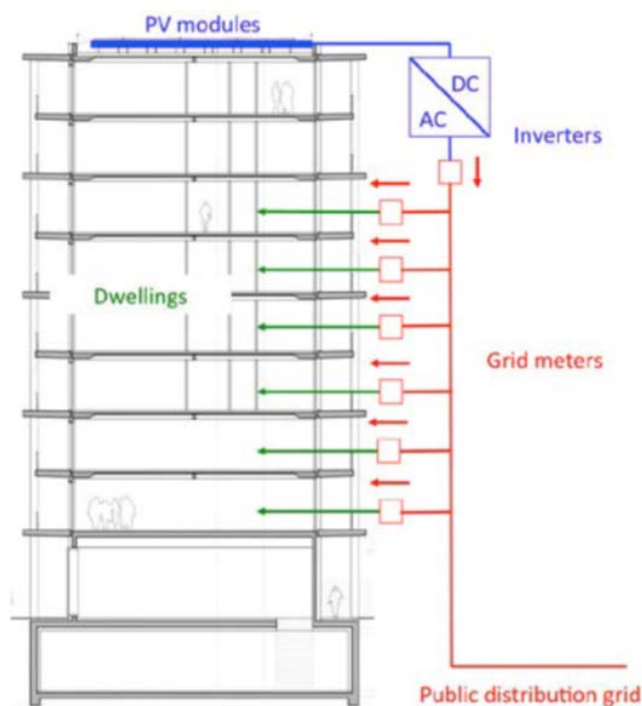 PV modules
DC
AC
Inverters
Dwellings
Grid meters
Public distribution grid